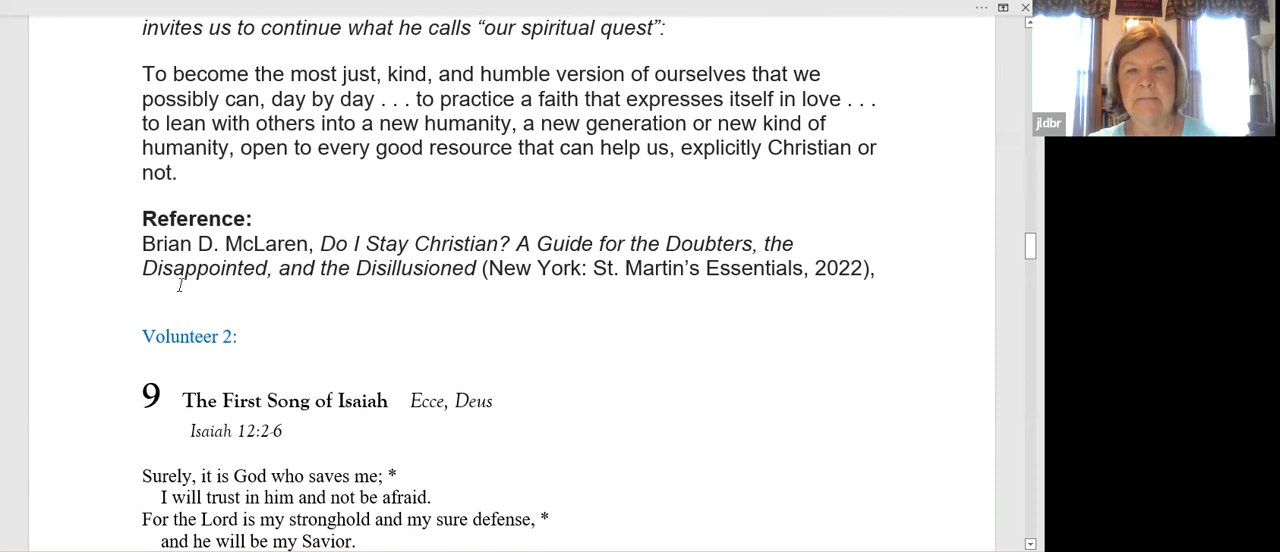 invites us to continue what he calls “our spiritual quest”:
To become the most just, kind, and humble version of ourselves that we
possibly can, day by day . . . to practice a faith that expresses itself in love . . .
to lean with others into a new humanity, a new generation or new kind of
humanity, open to every good resource that can help us, explicitly Christian or
not.
Reference:
Brian D. McLaren, Do I Stay Christian? A Guide for the Doubters, the
Disappointed, and the Disillusioned (New York: St. Martin’s Essentials, 2022),
Volunteer 2:
9 The First Song of Isaiah Ecce, Deus
Isaiah 12:2-6
Surely, it is God who saves me; *
I will trust in him and not be afraid.
For the Lord is my stronghold and my sure defense, *
and he will be my Savior.
jldbr